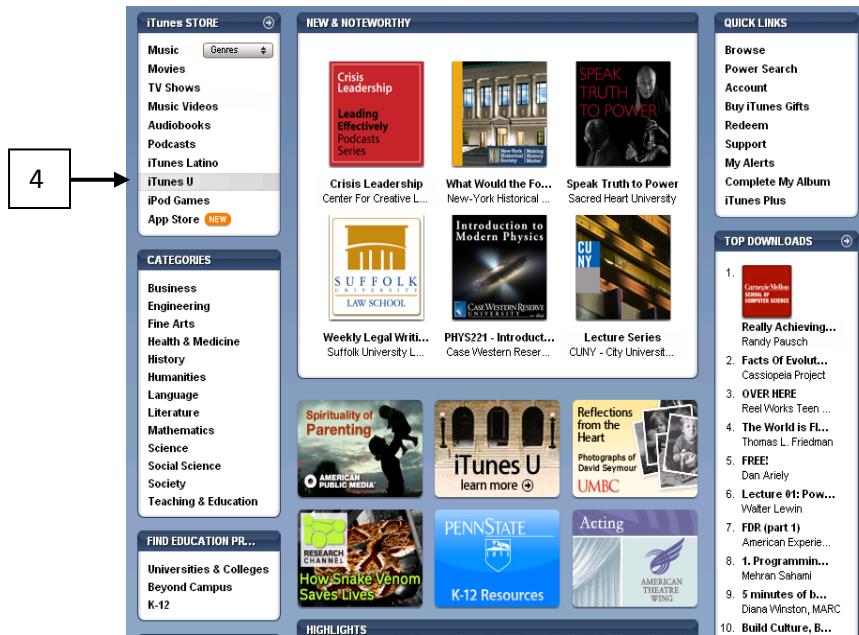 4
iTunes STORE
Music Genres
Movies
TV Shows
Music Videos
Audiobooks
Podcasts
iTunes Latino
iTunes U
iPod Games
App Store NEW
CATEGORIES
Business
Engineering
Fine Arts
Health & Medicine
History
Humanities
Language
Literature
Mathematics
Science
Social Science
Society
Teaching & Education
FIND EDUCATION PR...
Universities & Colleges
Beyond Campus
K-12
NEW & NOTEWORTHY
Crisis
Leadership
Leading
Effectively
Podcasts
Series
Crisis Leadership
Center For Creative L...
New-York
Historical
Society
Making
History
Matter
What Would the Fo...
New-York Historical ...
SPEAK
TRUTH
TO POWER
Speak Truth to Power
Sacred Heart University
SUFFOLK
UNIVERSITY
LAW SCHOOL
Weekly Legal Writi...
Suffolk University L...
Introduction to
Modern Physics
CASE WESTERN RESERVE
UNIVERSITY
PHYS221 - Introduct...
Case Western Reser...
CU
NY
Lecture Series
CUNY - City Universit...
Spirituality of
Parenting
AMERICAN
PUBLIC MEDIA
iTunes U
learn more
Reflections
from the
Heart
Photographs of
David Seymour
UMBC
RESEARCH
CHANNEL
How Snake Venom
Saves Lives
PENNSTATE
K-12 Resources
Acting
AMERICAN
THEATRE
WING
HIGHLIGHTS
QUICK LINKS
Browse
Power Search
Account
Buy iTunes Gifts
Redeem
Support
My Alerts
Complete My Album
iTunes Plus
TOP DOWNLOADS
1.
Carnegie Mellon
SCHOOL OF
COMPUTER SCIENCE
Really Achieving...
Randy Pausch
2. Facts Of Evolut...
Cassiopeia Project
3. OVER HERE
Reel Works Teen ...
4. The World is Fl...
Thomas L. Friedman
5. FREE!
Dan Ariely
6. Lecture 01: Pow...
Walter Lewin
7. FDR (part 1)
American Experie...
8. 1. Programmin...
Mehran Sahami
9. 5 minutes of b...
Diana Winston, MARC
10. Build Culture, B...